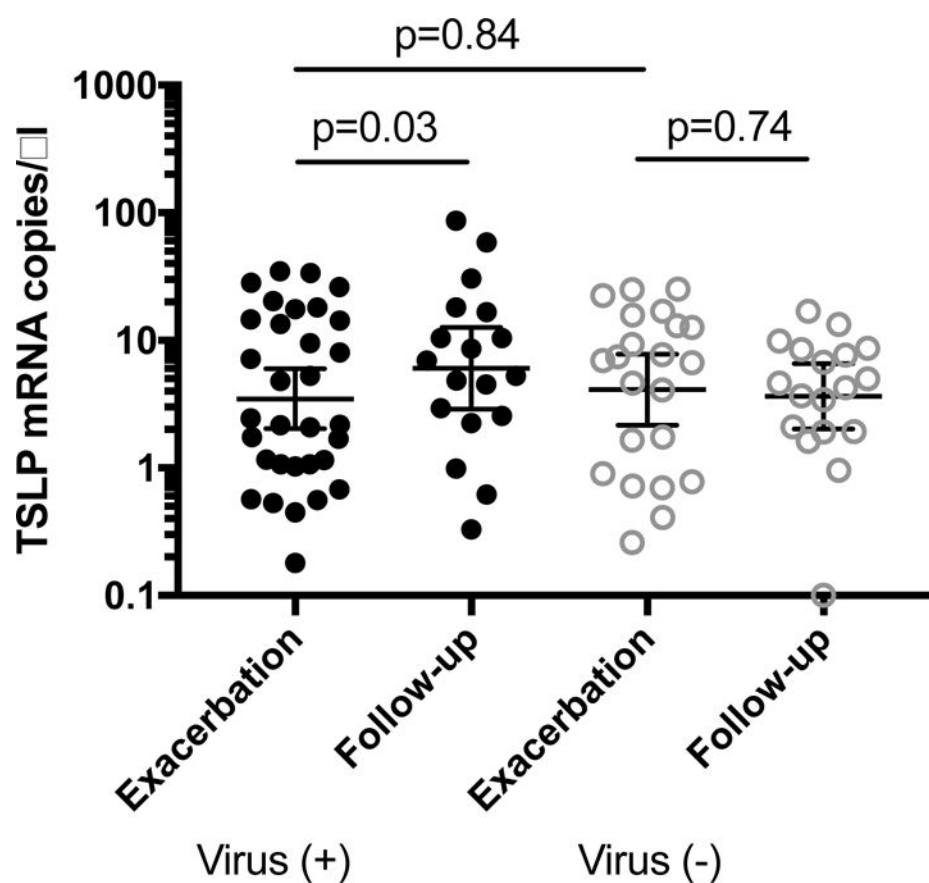 p=0.84
p=0.03
p=0.74
TSLP mRNA copies/□l
1000
100
10
1
0.1
Exacerbation
Follow-up
Exacerbation
Follow-up
Virus (+)
Virus (-)